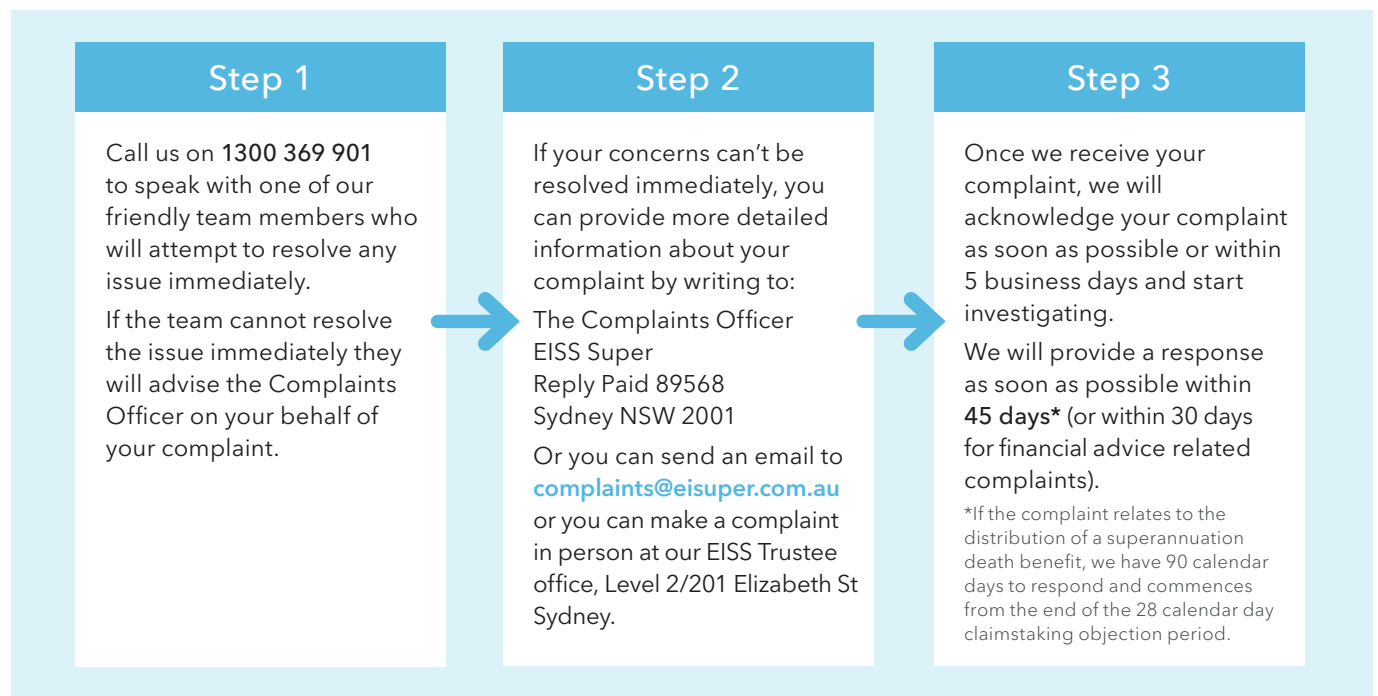 Step 1
Call us on 1300 369 901
to speak with one of our
friendly team members who
will attempt to resolve any
issue immediately.
If the team cannot resolve
the issue immediately they
will advise the Complaints
Officer on your behalf of
your complaint.
Step 2
If your concerns can’t be
resolved immediately, you
can provide more detailed
information about your
complaint by writing to:
The Complaints Officer
EISS Super
Reply Paid 89568
Sydney NSW 2001
Or you can send an email to
complaints@eisuper.com.au
or you can make a complaint
in person at our EISS Trustee
office, Level 2/201 Elizabeth St
Sydney.
Step 3
Once we receive your
complaint, we will
acknowledge your complaint
as soon as possible or within
5 business days and start
investigating.
We will provide a response
as soon as possible within
45 days* (or within 30 days
for financial advice related
complaints).
*If the complaint relates to the
distribution of a superannuation
death benefit, we have 90 calendar
days to respond and commences
from the end of the 28 calendar day
claimstaking objection period.